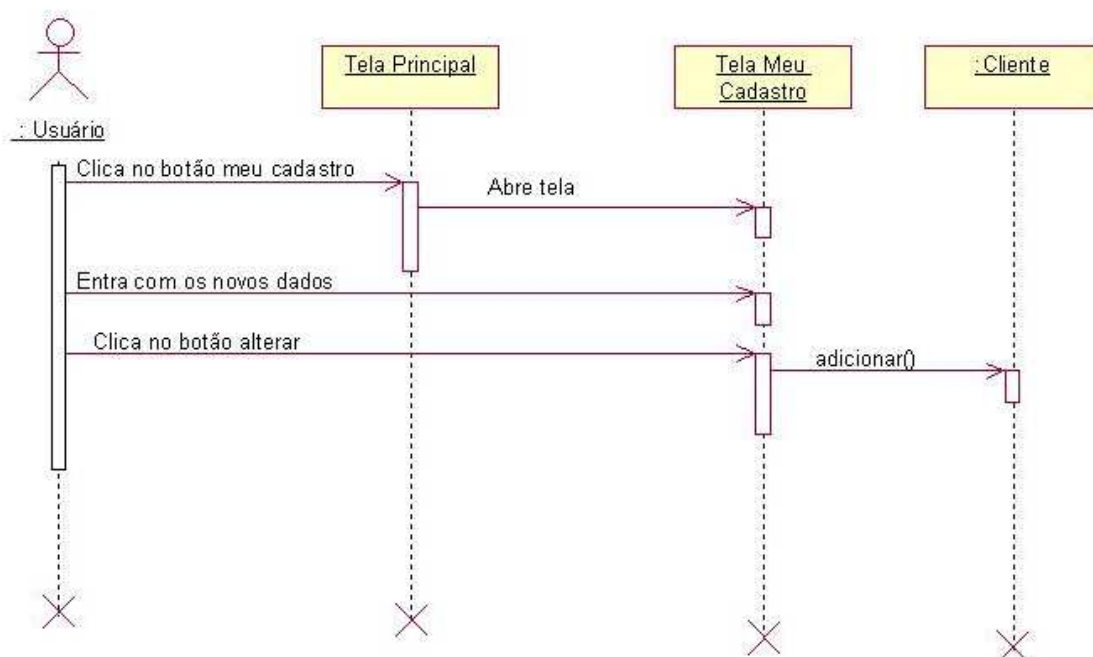 Tela Principal
Tela Meu
Cadastro
:Cliente
: Usuário
Clica no botão meu cadastro
Abre tela
Entra com os novos dados
Clica no botão alterar
adicionar()